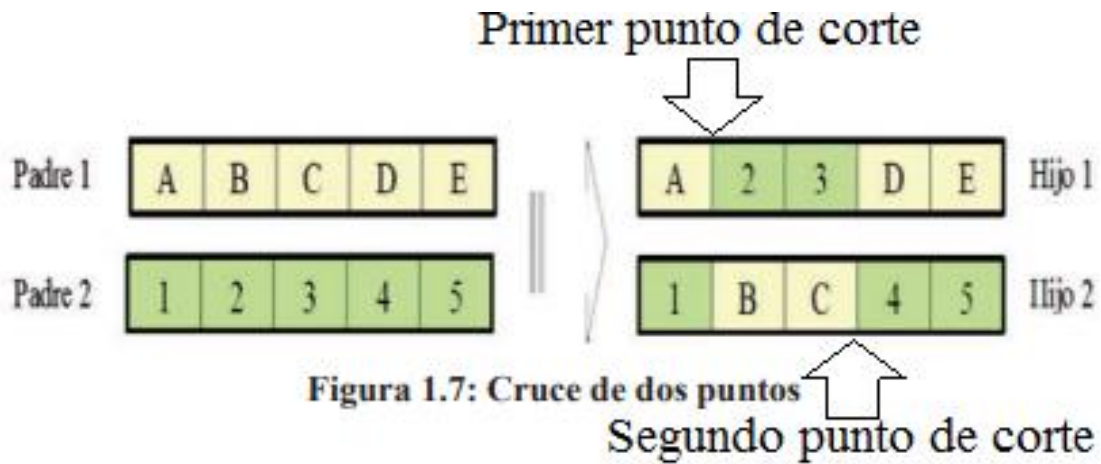 Primer punto de corte
Padre 1 A B C D E A 2 3 D E Hijo 1
Padre 2 1 2 3 4 5 1 B C 4 5 Hijo 2
Figura 1.7: Cruce de dos puntos
Segundo punto de corte